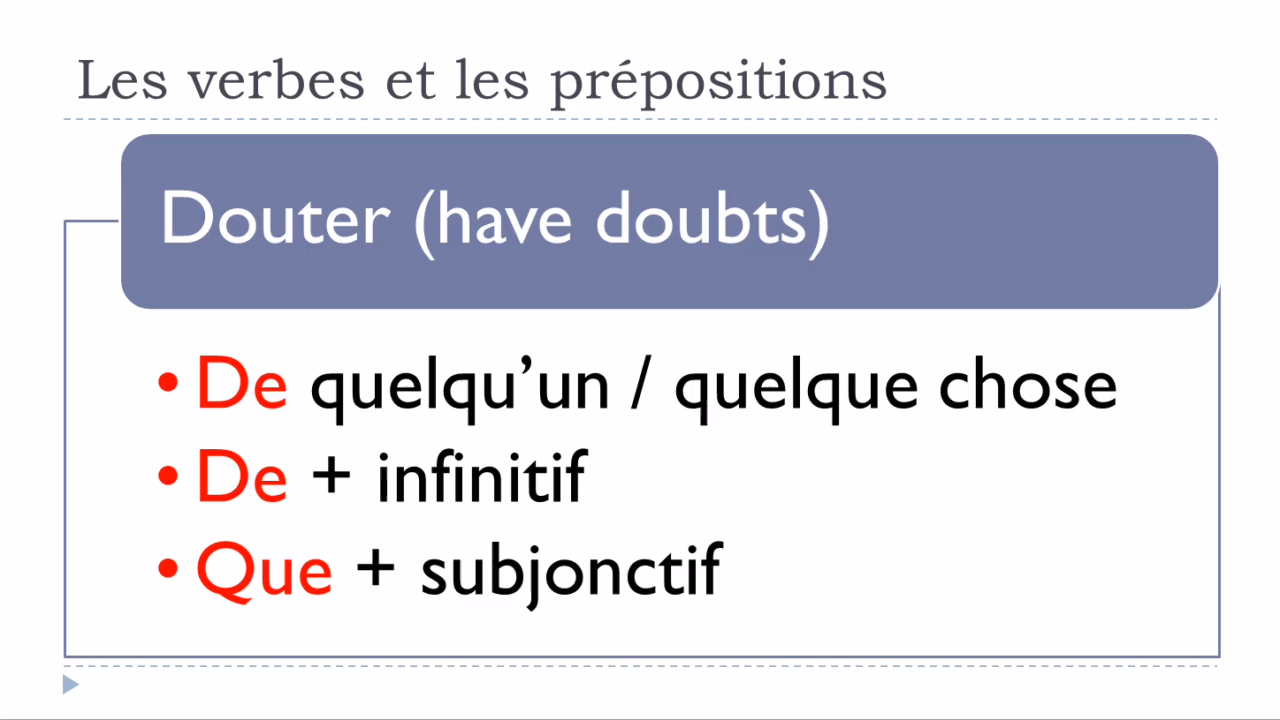 Les verbes et les prépositions
Douter (have doubts)
• De quelqu’un / quelque chose
• De + infinitif
• Que + subjonctif